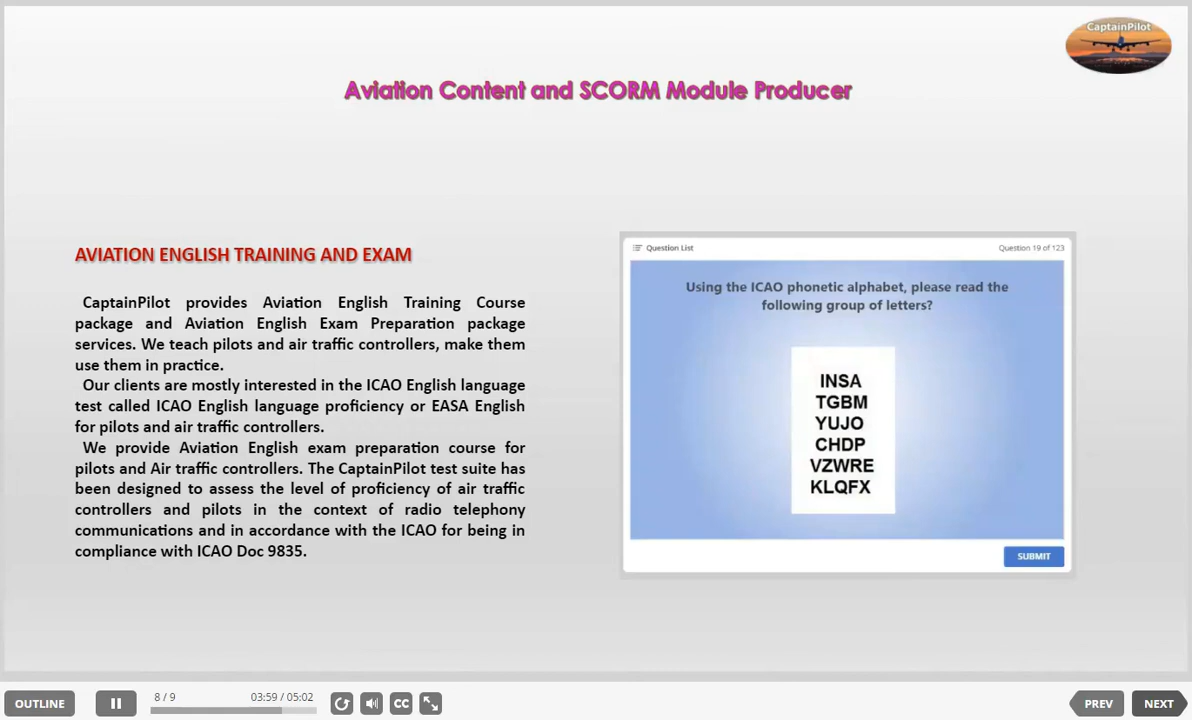 CaptainPilot
Aviation Content and SCORM Module Producer
AVIATION ENGLISH TRAINING AND EXAM
CaptainPilot provides Aviation English Training Course
package and Aviation English Exam Preparation package
services. We teach pilots and air traffic controllers, make them
use them in practice.
Our clients are mostly interested in the ICAO English language
test called ICAO English language proficiency or EASA English
for pilots and air traffic controllers.
We provide Aviation English exam preparation course for
pilots and Air traffic controllers. The CaptainPilot test suite has
been designed to assess the level of proficiency of air traffic
controllers and pilots in the context of radio telephony
communications and in accordance with the ICAO for being in
compliance with ICAO Doc 9835.
Question List
Question 19 of 123
Using the ICAO phonetic alphabet, please read the
following group of letters?
INSA
TGBM
YUJO
CHDP
VZWRE
KLQFX
SUBMIT
OUTLINE
8 / 9
03:59 / 05:02
CC
PREV
NEXT